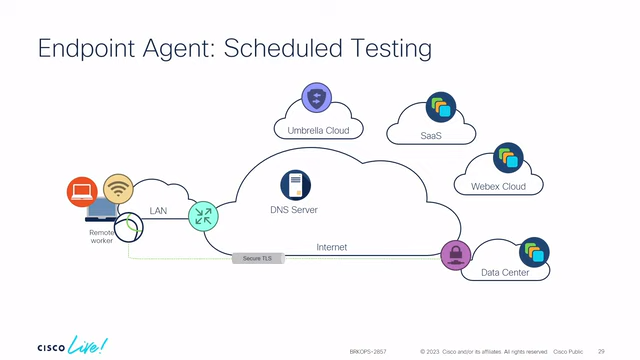 Endpoint Agent: Scheduled Testing
Umbrella Cloud
SaaS
Webex Cloud
DNS Server
LAN
Remote
worker
Internet
Secure TLS
Data Center
CISCO Live!
BRKOPS-2857
© 2023 Cisco and/or its affiliates. All rights reserved. Cisco Public
29